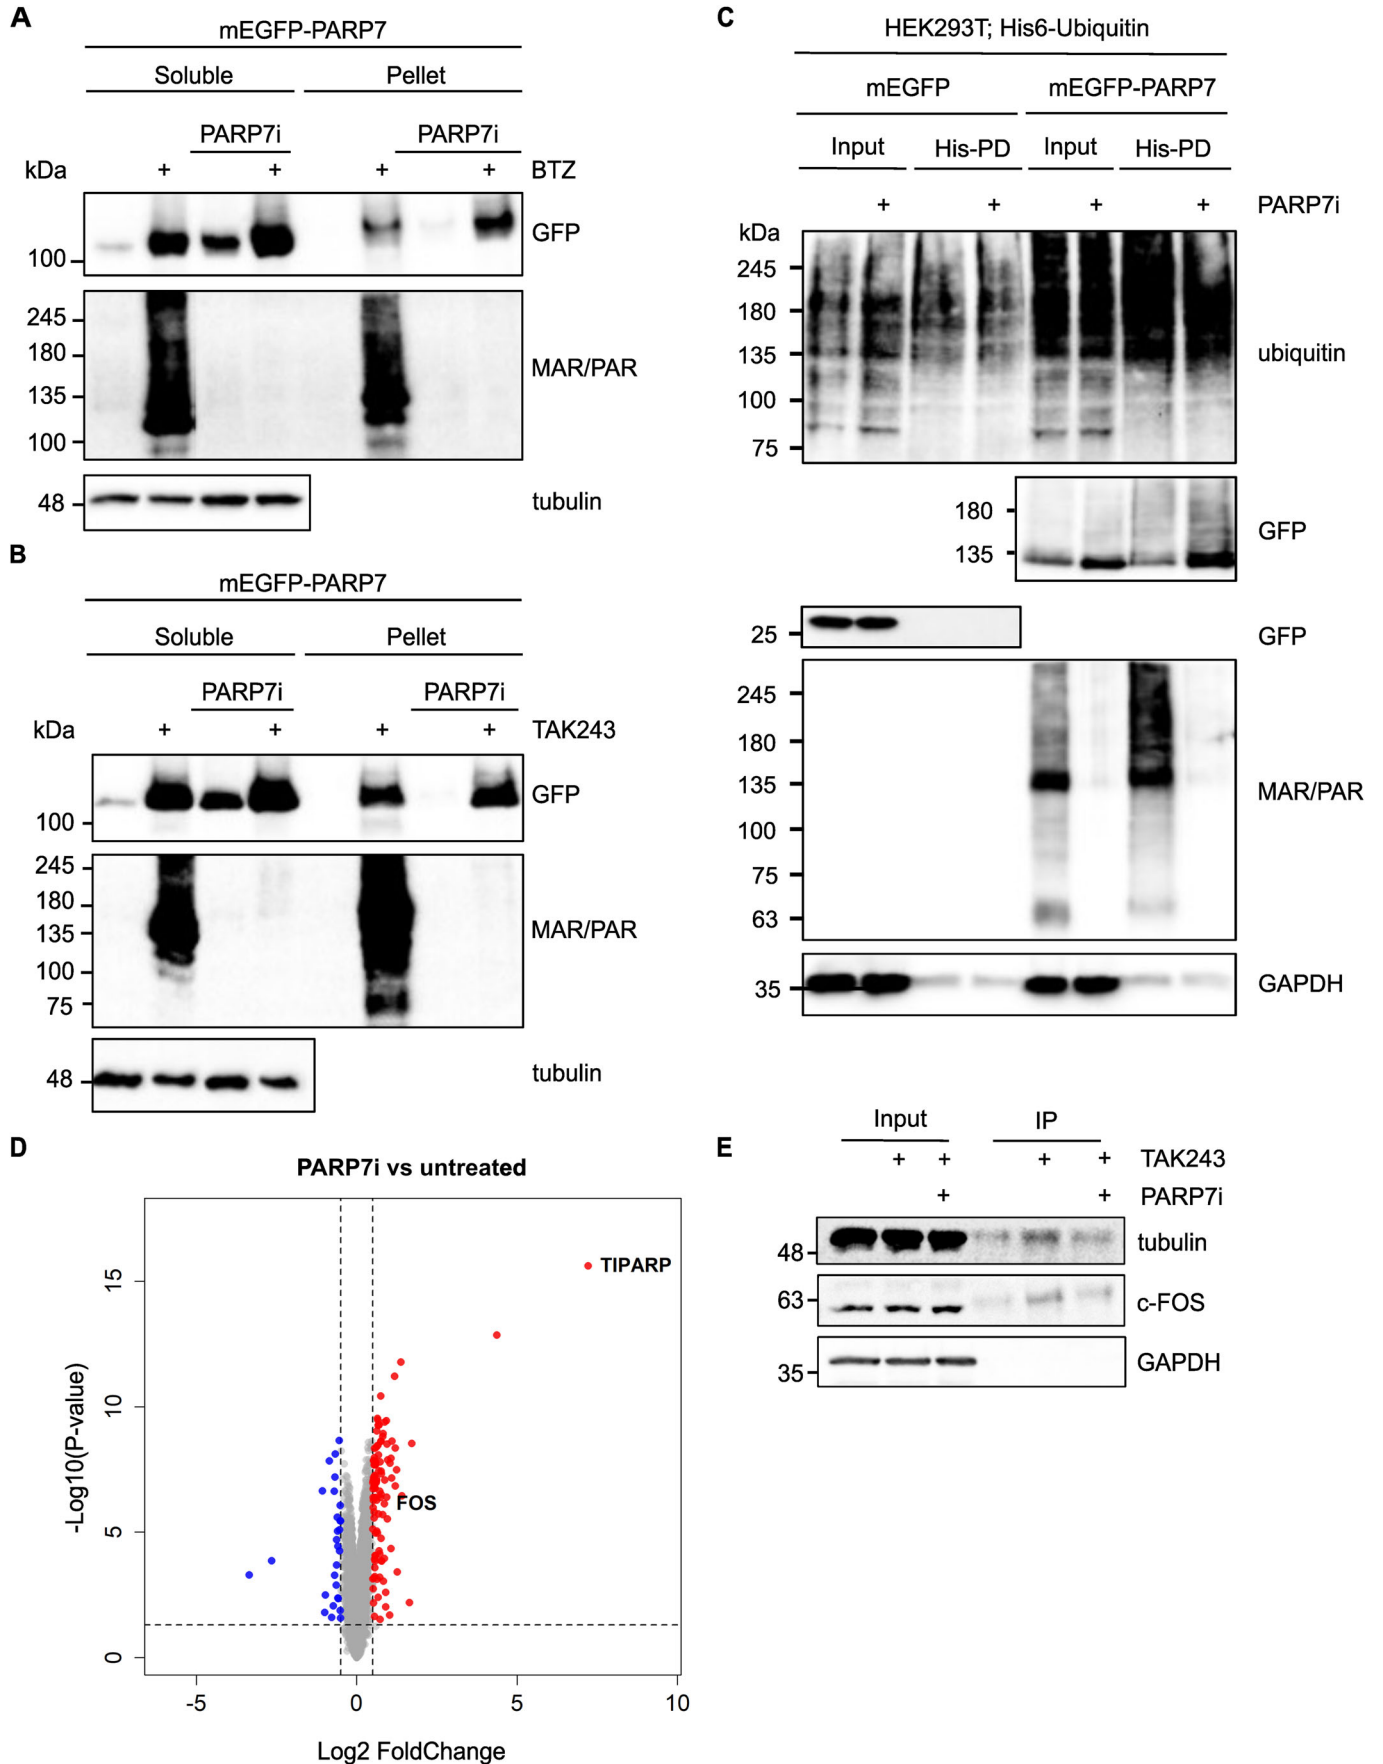 A
mEGFP-PARP7
Soluble Pellet
PARP7i PARP7i
kDa + + + + BTZ
GFP
100
245
180
135
100
MAR/PAR
48
tubulin
B
mEGFP-PARP7
Soluble Pellet
PARP7i PARP7i
kDa + + + + TAK243
GFP
100
245
180
135
100
75
MAR/PAR
48
tubulin
C
HEK293T; His6-Ubiquitin
mEGFP mEGFP-PARP7
Input His-PD Input His-PD
+ + + + PARP7i
kDa
245
180
135
100
75
ubiquitin
180
135
GFP
25
GFP
245
180
135
100
75
63
MAR/PAR
35
GAPDH
D
PARP7i vs untreated
TIPARP
FOS
-Log10(P-value)
15
10
5
0
-5 0 5 10
Log2 FoldChange
E
Input IP
+ + + + TAK243
+ + PARP7i
48 tubulin
63 c-FOS
35 GAPDH